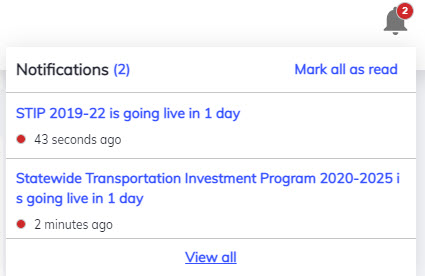 2
Notifications (2) Mark all as read
STIP 2019-22 is going live in 1 day
43 seconds ago
Statewide Transportation Investment Program 2020-2025 i
s going live in 1 day
2 minutes ago
View all